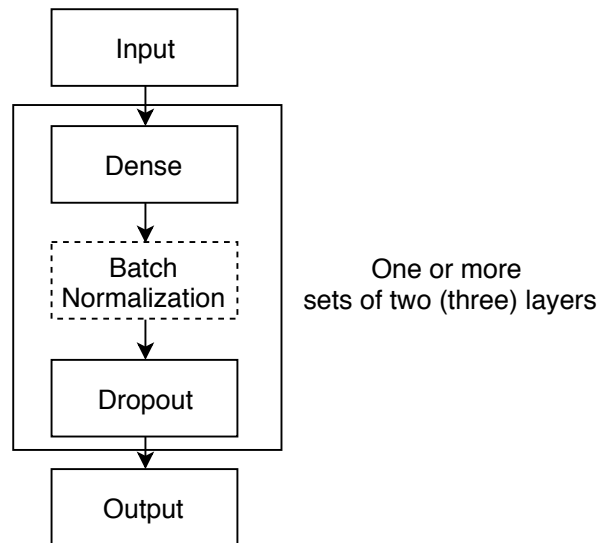 Input
Dense
Batch
Normalization
One or more
sets of two (three) layers
Dropout
Output